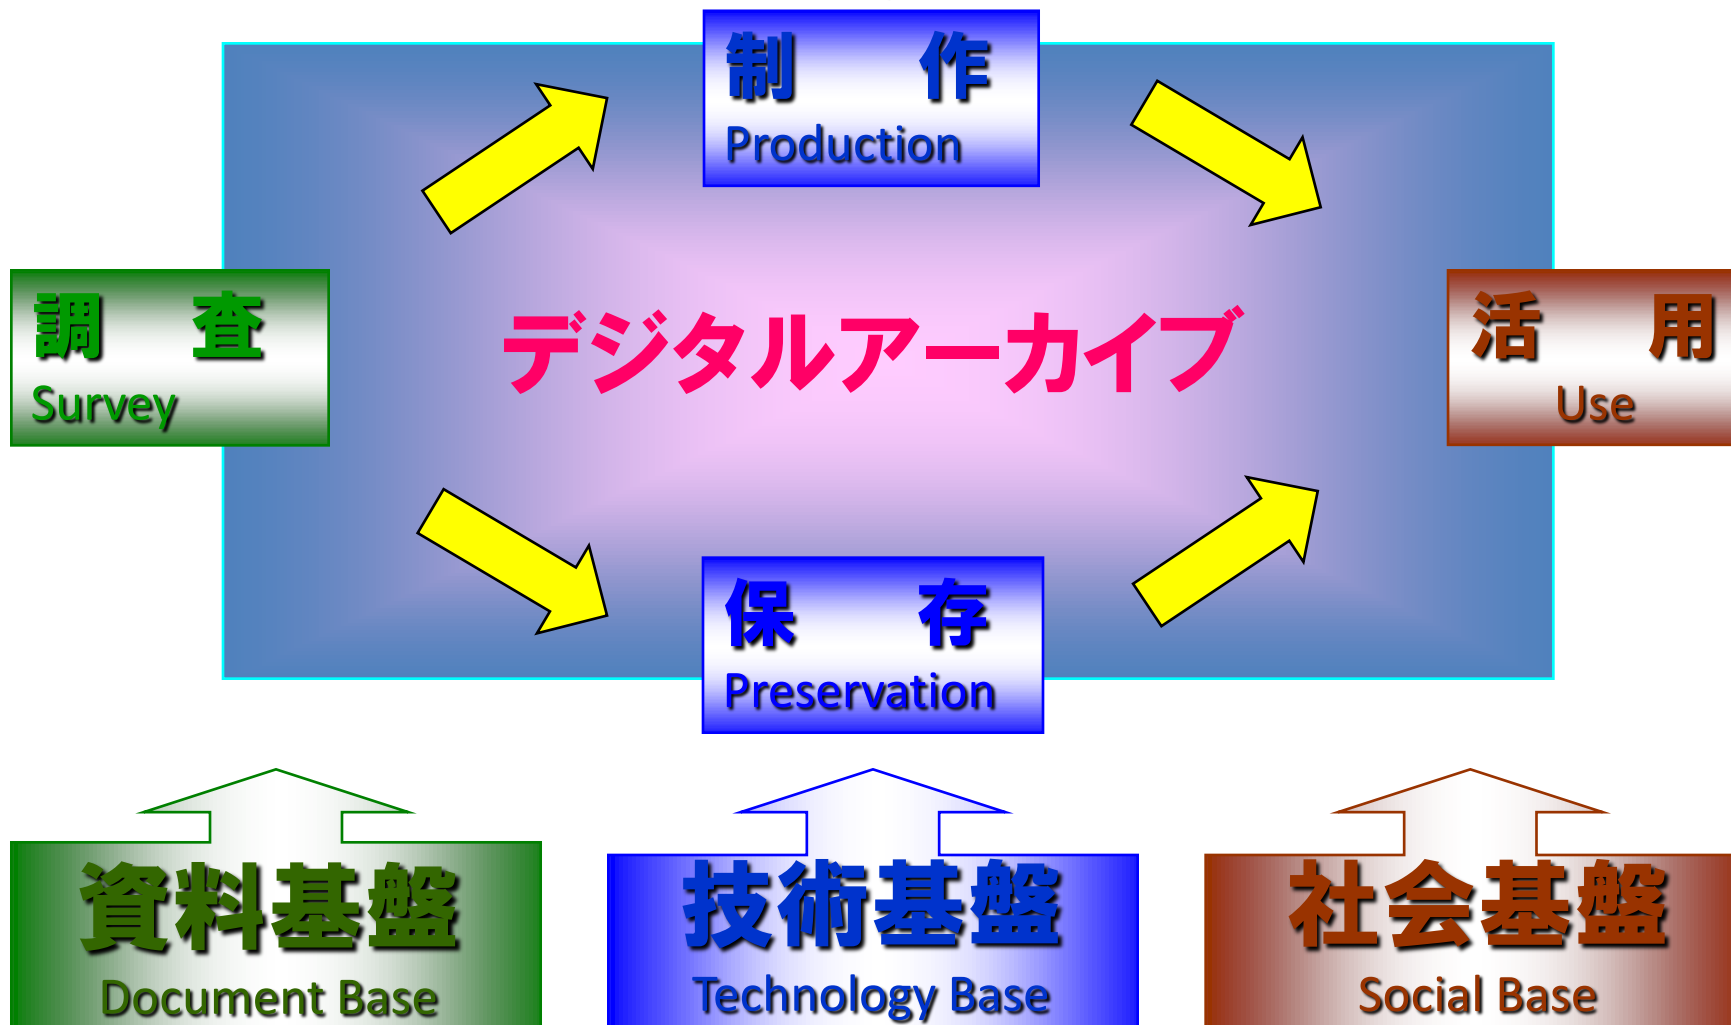 制作
Production
調査
Survey
デジタルアーカイブ
活用
Use
保存
Preservation
資料基盤
Document Base
技術基盤
Technology Base
社会基盤
Social Base